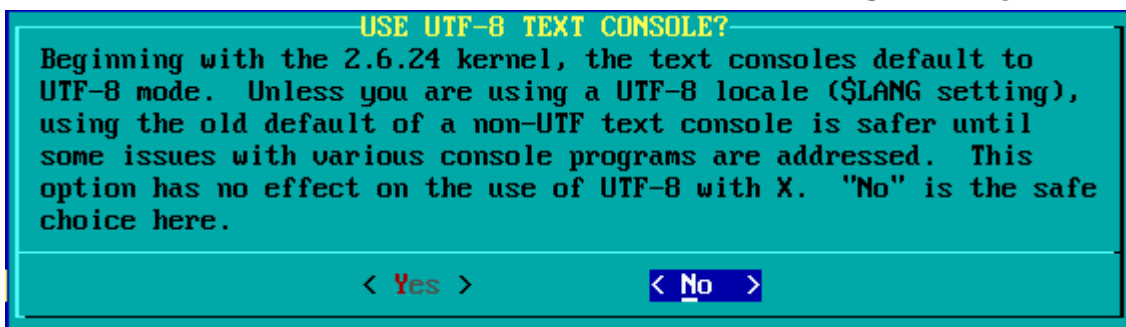 USE UTF-8 TEXT CONSOLE?
Beginning with the 2.6.24 kernel, the text consoles default to
UTF-8 mode.  Unless you are using a UTF-8 locale ($LANG setting),
using the old default of a non-UTF text console is safer until
some issues with various console programs are addressed.  This
option has no effect on the use of UTF-8 with X.  "No" is the safe
choice here.
< Yes > < No >